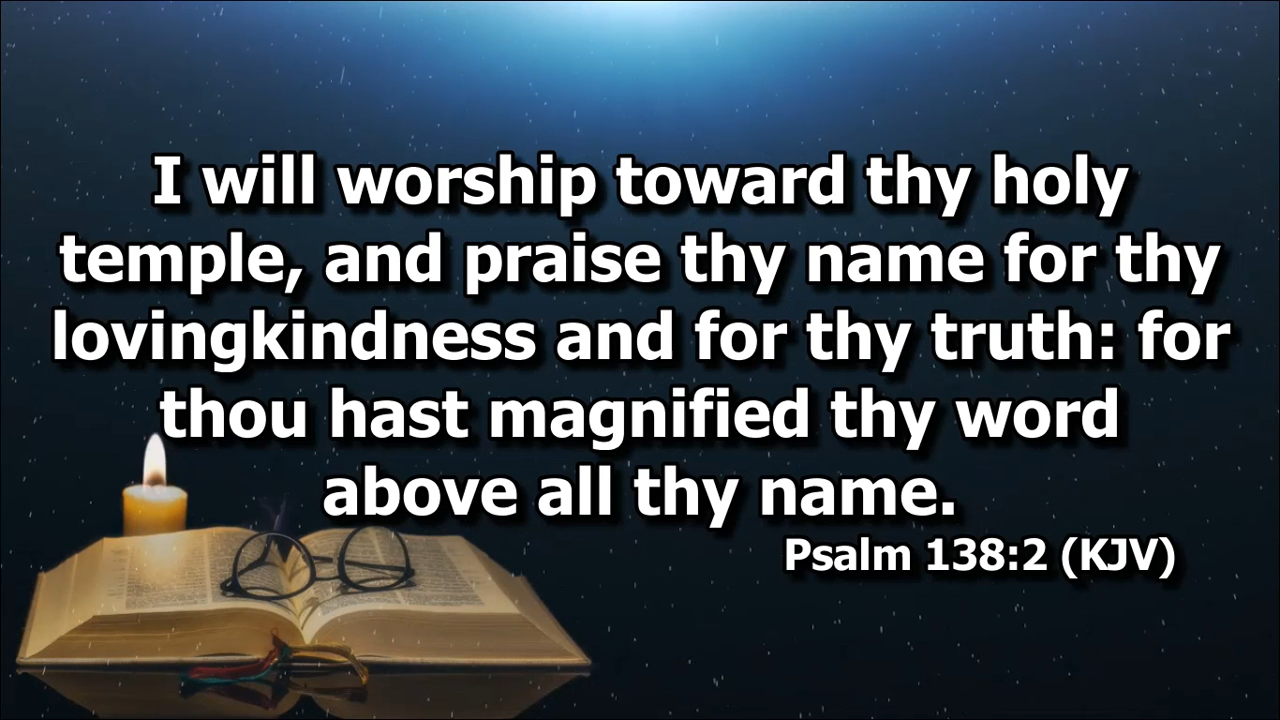 I will worship toward thy holy
temple, and praise thy name for thy
lovingkindness and for thy truth: for
thou hast magnified thy word
above all thy name.
Psalm 138:2 (KJV)